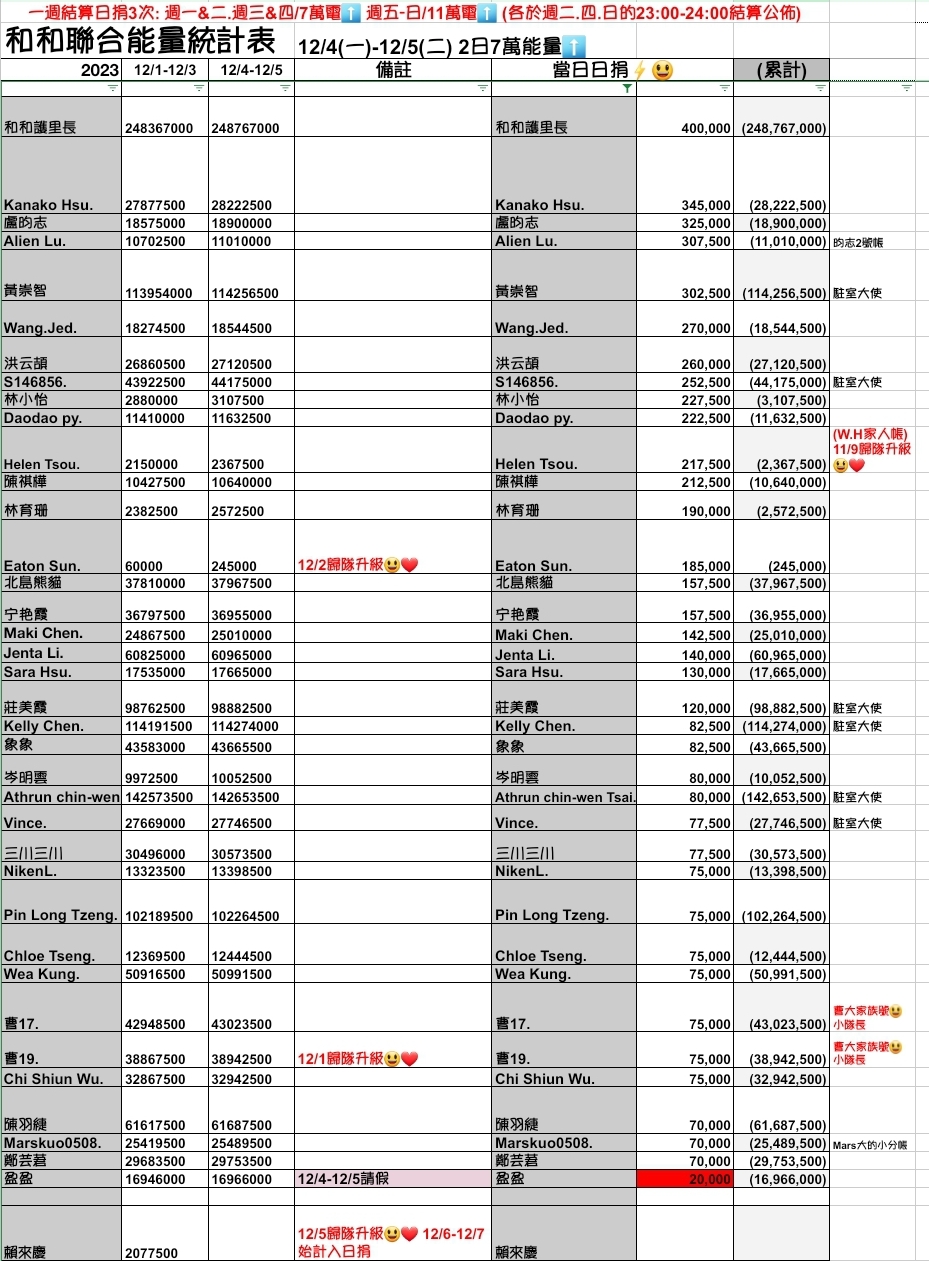 一週結算日捐3次: 週一&二.週三&四/7萬電⬆️ 週五-日/11萬電⬆️ (各於週二.四.日的23:00-24:00結算公佈)
和和聯合能量統計表 12/4(一)-12/5(二) 2日7萬能量⬆️
2023 12/1-12/3 12/4-12/5 備註 當日日捐⚡😃 (累計)
和和護里長 248367000 248767000 和和護里長 400,000 (248,767,000)
Kanako Hsu. 27877500 28222500 Kanako Hsu. 345,000 (28,222,500)
盧昀志 18575000 18900000 盧昀志 325,000 (18,900,000)
Alien Lu. 10702500 11010000 Alien Lu. 307,500 (11,010,000) 昀志2號帳
黃崇智 113954000 114256500 黃崇智 302,500 (114,256,500) 駐室大使
Wang.Jed. 18274500 18544500 Wang.Jed. 270,000 (18,544,500)
洪云頡 26860500 27120500 洪云頡 260,000 (27,120,500)
S146856. 43922500 44175000 S146856. 252,500 (44,175,000) 駐室大使
林小怡 2880000 3107500 林小怡 227,500 (3,107,500)
Daodao py. 11410000 11632500 Daodao py. 222,500 (11,632,500)
(W.H家人帳)
11/9歸隊升級
Helen Tsou. 2150000 2367500 Helen Tsou. 217,500 (2,367,500) 😃❤️
陳祺樺 10427500 10640000 陳祺樺 212,500 (10,640,000)
林育珊 2382500 2572500 林育珊 190,000 (2,572,500)
Eaton Sun. 60000 245000 12/2歸隊升級😃❤️ Eaton Sun. 185,000 (245,000)
北島熊貓 37810000 37967500 北島熊貓 157,500 (37,967,500)
宁艳霞 36797500 36955000 宁艳霞 157,500 (36,955,000)
Maki Chen. 24867500 25010000 Maki Chen. 142,500 (25,010,000)
Jenta Li. 60825000 60965000 Jenta Li. 140,000 (60,965,000)
Sara Hsu. 17535000 17665000 Sara Hsu. 130,000 (17,665,000)
莊美霞 98762500 98882500 莊美霞 120,000 (98,882,500) 駐室大使
Kelly Chen. 114191500 114274000 Kelly Chen. 82,500 (114,274,000) 駐室大使
象象 43583000 43665500 象象 82,500 (43,665,500)
岑明雲 9972500 10052500 岑明雲 80,000 (10,052,500)
Athrun chin-wen 142573500 142653500 Athrun chin-wen Tsai. 80,000 (142,653,500) 駐室大使
Vince. 27669000 27746500 Vince. 77,500 (27,746,500) 駐室大使
三川三川 30496000 30573500 三川三川 77,500 (30,573,500)
NikenL. 13323500 13398500 NikenL. 75,000 (13,398,500)
Pin Long Tzeng. 102189500 102264500 Pin Long Tzeng. 75,000 (102,264,500)
Chloe Tseng. 12369500 12444500 Chloe Tseng. 75,000 (12,444,500)
Wea Kung. 50916500 50991500 Wea Kung. 75,000 (50,991,500)
曹大家族號😃
曹17. 42948500 43023500 曹17. 75,000 (43,023,500) 小隊長
曹大家族號😃
曹19. 38867500 38942500 12/1歸隊升級😃❤️ 曹19. 75,000 (38,942,500) 小隊長
Chi Shiun Wu. 32867500 32942500 Chi Shiun Wu. 75,000 (32,942,500)
陳羽緁 61617500 61687500 陳羽緁 70,000 (61,687,500)
Marskuo0508. 25419500 25489500 Marskuo0508. 70,000 (25,489,500) Mars大的小分帳
鄭芸莙 29683500 29753500 鄭芸莙 70,000 (29,753,500)
盈盈 16946000 16966000 12/4-12/5請假 盈盈 20,000 (16,966,000)
12/5歸隊升級😃❤️ 12/6-12/7
賴來慶 2077500 始計入日捐 賴來慶